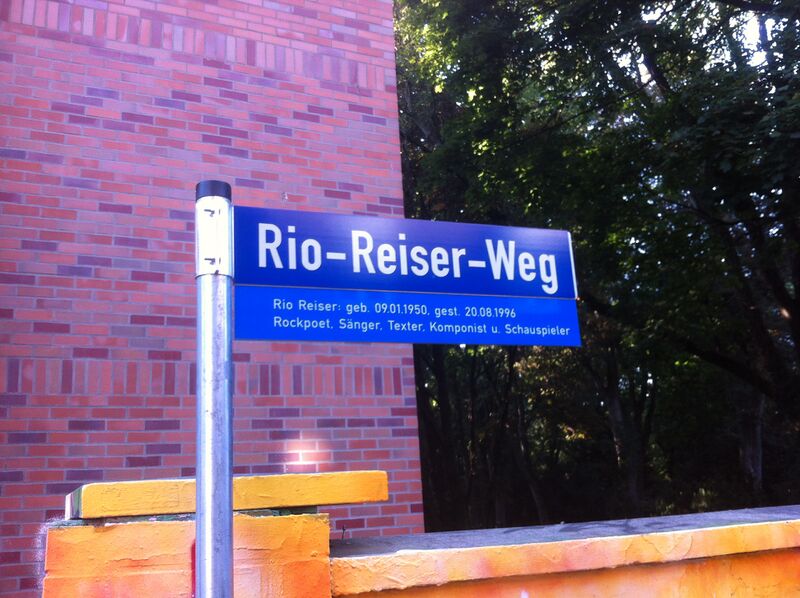 Rio-Reiser-Weg
Rio Reiser: geb. 09.01.1950, gest. 20.08.1996
Rockpoet, Sänger, Texter, Komponist u. Schauspieler